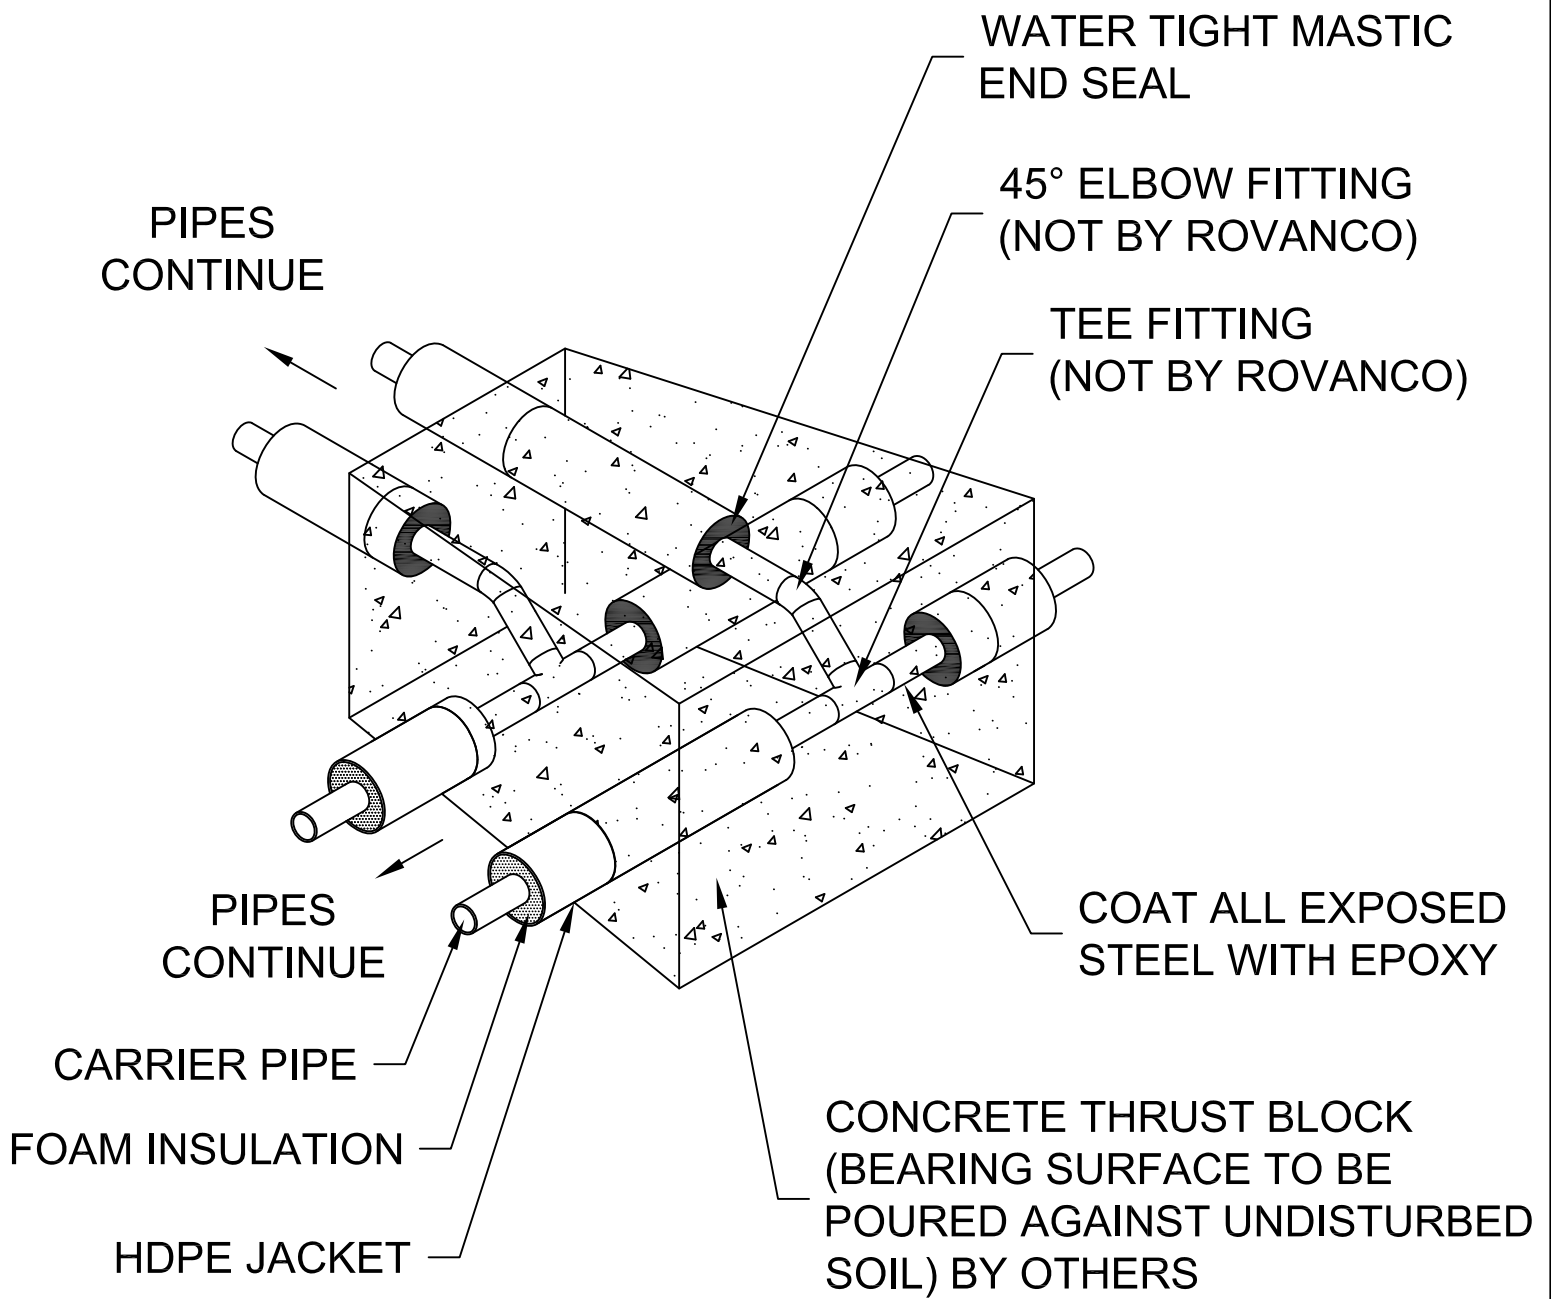 WATER TIGHT MASTIC
END SEAL
45° ELBOW FITTING
(NOT BY ROVANCO)
PIPES
CONTINUE
TEE FITTING
(NOT BY ROVANCO)
PIPES
CONTINUE
COAT ALL EXPOSED
STEEL WITH EPOXY
CARRIER PIPE
FOAM INSULATION
HDPE JACKET
CONCRETE THRUST BLOCK
(BEARING SURFACE TO BE
POURED AGAINST UNDISTURBED
SOIL) BY OTHERS